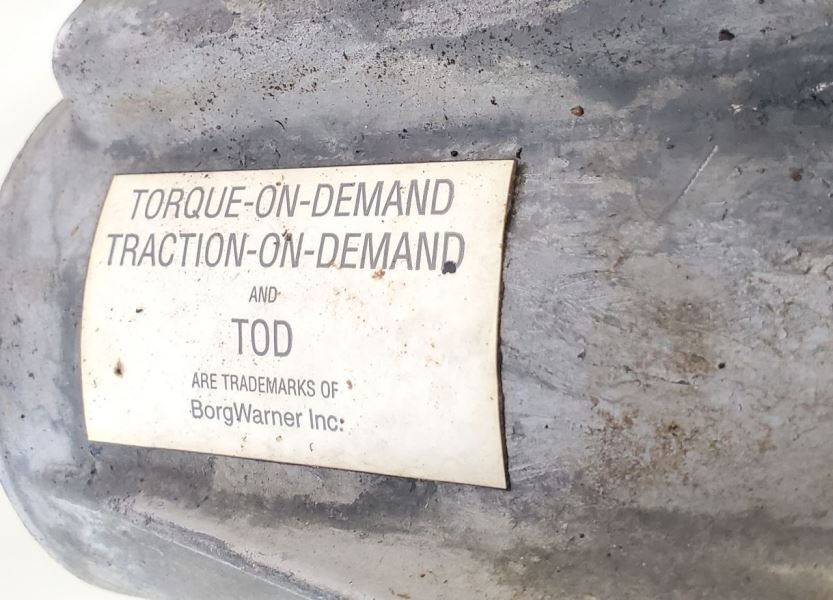 TORQUE-ON-DEMAND
TRACTION-ON-DEMAND
AND
TOD
ARE TRADEMARKS OF
BorgWarner Inc.